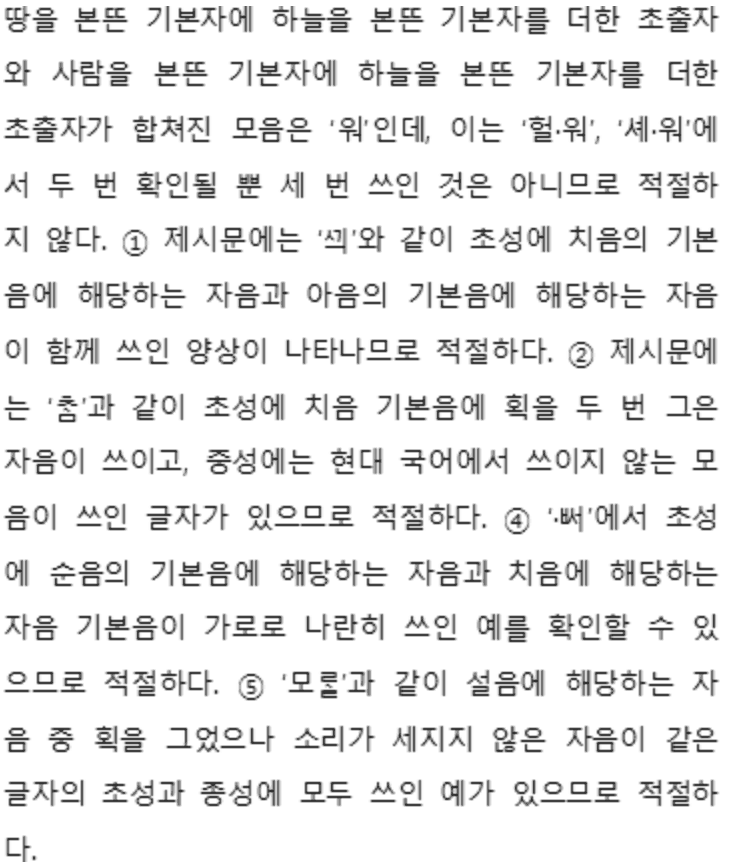 땅을 본뜬 기본자에 하늘을 본뜬 기본자를 더한 초출자
와 사람을 본뜬 기본자에 하늘을 본뜬 기본자를 더한
초출자가 합쳐진 모음은 ‘워’인데, 이는 ‘헐·워’, ‘셰·워’에
서 두 번 확인될 뿐 세 번 쓰인 것은 아니므로 적절하
지 않다. ① 제시문에는 ‘ᄭᅴ’와 같이 초성에 치음의 기본
음에 해당하는 자음과 아음의 기본음에 해당하는 자음
이 함께 쓰인 양상이 나타나므로 적절하다. ② 제시문에
는 ‘ᄎᆞᆷ’과 같이 초성에 치음 기본음에 획을 두 번 그은
자음이 쓰이고, 중성에는 현대 국어에서 쓰이지 않는 모
음이 쓰인 글자가 있으므로 적절하다. ④ ‘·ᄡᅥ’에서 초성
에 순음의 기본음에 해당하는 자음과 치음에 해당하는
자음 기본음이 가로로 나란히 쓰인 예를 확인할 수 있
으므로 적절하다. ⑤ ‘모ᄅᆞᆯ’과 같이 설음에 해당하는 자
음 중 획을 그었으나 소리가 세지지 않은 자음이 같은
글자의 초성과 종성에 모두 쓰인 예가 있으므로 적절하
다.